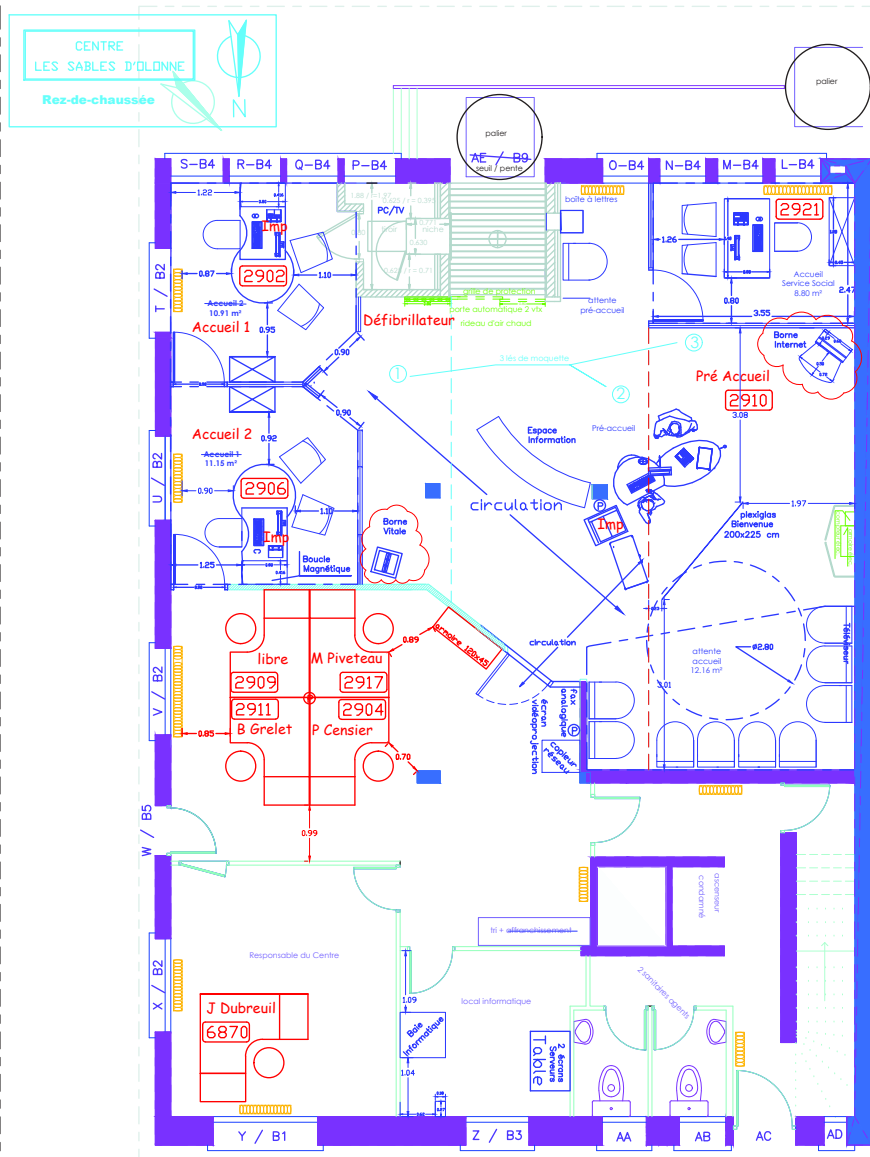 CENTRE
LES SABLES D'OLONNE
Rez-de-chaussée
N
palier
palier
AE / B9
seuil / pente
S-B4
R-B4
Q-B4
P-B4
O-B4
N-B4
M-B4
L-B4
boîte à lettres
1.22
PC/TV
niche
Imp
2902
0.87
1.10
Accueil 2
10.91 m²
Accueil 1
0.95
T / B2
0.90
0.630
grille de protection
porte automatique 2 vtx
rideau d'air chaud
Défibrillateur
attente
pré-accueil
2921
1.26
0.80
Accueil
Service Social
8.80 m²
2.47
3.55
Borne
Internet
1
3 lés de moquette
2
3
Pré Accueil
2910
3.08
0.90
Accueil 2
Accueil 1
11.15 m²
0.92
U / B2
0.90
2906
1.10
Imp
1.25
Boucle
Magnétique
Borne
Vitale
Espace
Information
Pré-accueil
circulation
P
Imp
1.97
plexiglas
Bienvenue
200x225 cm
circulation
attente
accueil
12.16 m²
ø2.80
Téléviseur
3.01
0.89
armoire 120x45
libre
2909
M Piveteau
2917
2911
B Grelet
2904
P Censier
P
V / B2
0.85
0.70
0.99
fax
analogique
P
écran
vidéoprojection
copieur
réseau
W / B5
ascenseur
condamné
tri + affranchissement
Responsable du Centre
X / B2
J Dubreuil
6870
local informatique
1.09
Baie
Informatique
1.04
2 écrans
Serveurs
Table
2 sanitaires agents
Y / B1
Z / B3
AA
AB
AC
AD